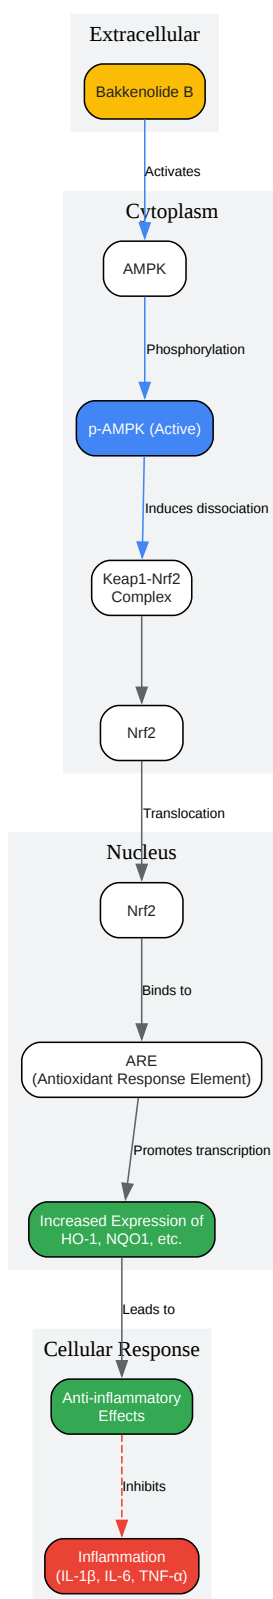 Extracellular
Bakkenolide B
Activates
Cytoplasm
AMPK
Phosphorylation
p-AMPK (Active)
Induces dissociation
Keap1-Nrf2
Complex
Nrf2
Translocation
Nucleus
Nrf2
Binds to
ARE
(Antioxidant Response Element)
Promotes transcription
Increased Expression of
HO-1, NQO1, etc.
Leads to
Cellular Response
Anti-inflammatory
Effects
Inhibits
Inflammation
(IL-1β, IL-6, TNF-α)